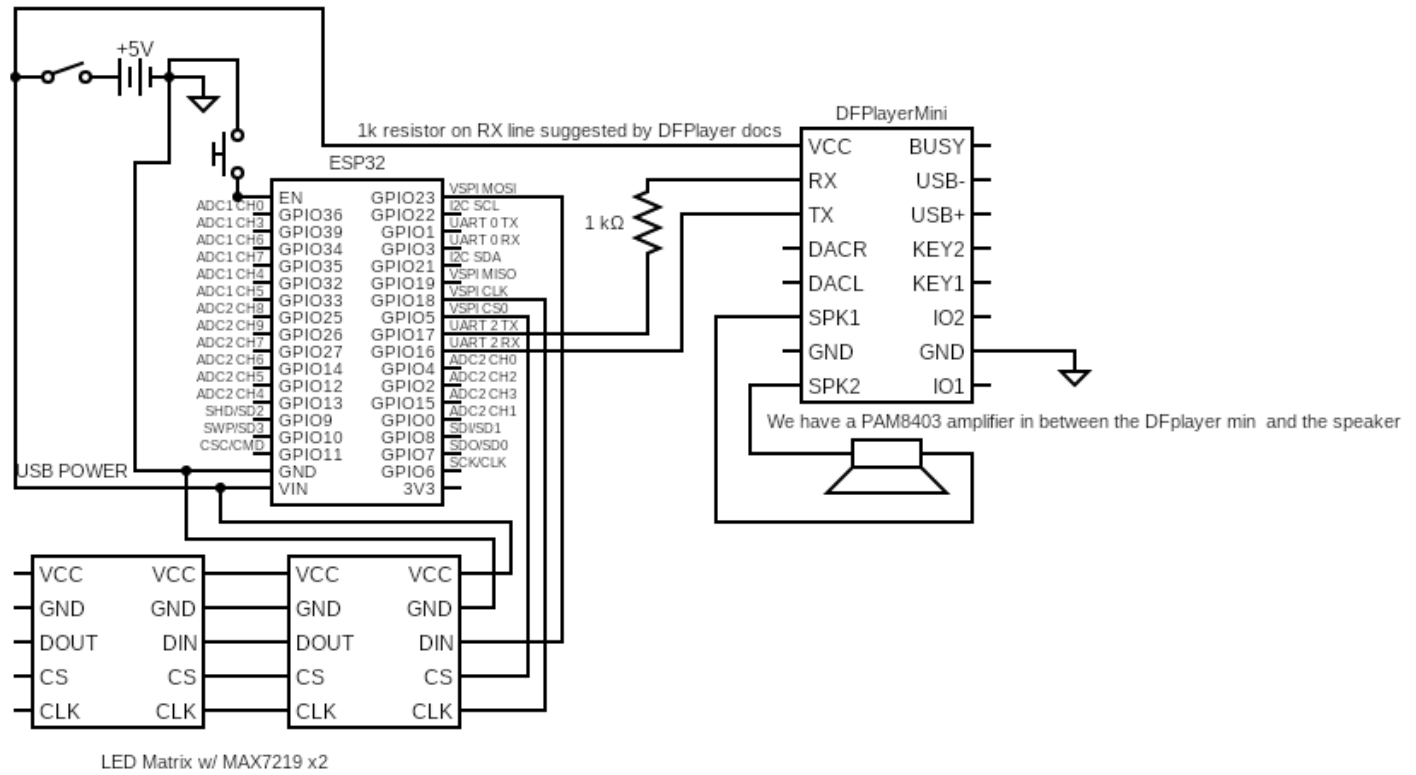 +5V
DFPlayerMini
1k resistor on RX line suggested by DFPlayer docs
ESP32
VCC BUSY
RX USB-
TX USB+
DACR KEY2
DACL KEY1
SPK1 IO2
GND GND
SPK2 IO1
1 kΩ
EN GPIO23 VSPI MOSI
ADC1 CH0 GPIO36 GPIO22 I2C SCL
ADC1 CH3 GPIO39 GPIO1 UART 0 TX
ADC1 CH6 GPIO34 GPIO3 UART 0 RX
ADC1 CH7 GPIO35 GPIO21 I2C SDA
ADC1 CH4 GPIO32 GPIO19 VSPI MISO
ADC1 CH5 GPIO33 GPIO18 VSPI CLK
ADC2 CH8 GPIO25 GPIO5 VSPI CS0
ADC2 CH9 GPIO26 GPIO17 UART 2 TX
ADC2 CH7 GPIO27 GPIO16 UART 2 RX
ADC2 CH6 GPIO14 GPIO4 ADC2 CH0
ADC2 CH5 GPIO12 GPIO2 ADC2 CH2
ADC2 CH4 GPIO13 GPIO15 ADC2 CH3
SHD/SD2 GPIO9 GPIO0 ADC2 CH1
SWP/SD3 GPIO10 GPIO8 SDI/SD1
CSC/CMD GPIO11 GPIO7 SDO/SD0
USB POWER GND GPIO6 SCK/CLK
VIN 3V3
We have a PAM8403 amplifier in between the DFplayer min and the speaker
VCC VCC VCC VCC
GND GND GND GND
DOUT DIN DOUT DIN
CS CS CS CS
CLK CLK CLK CLK
LED Matrix w/ MAX7219 x2